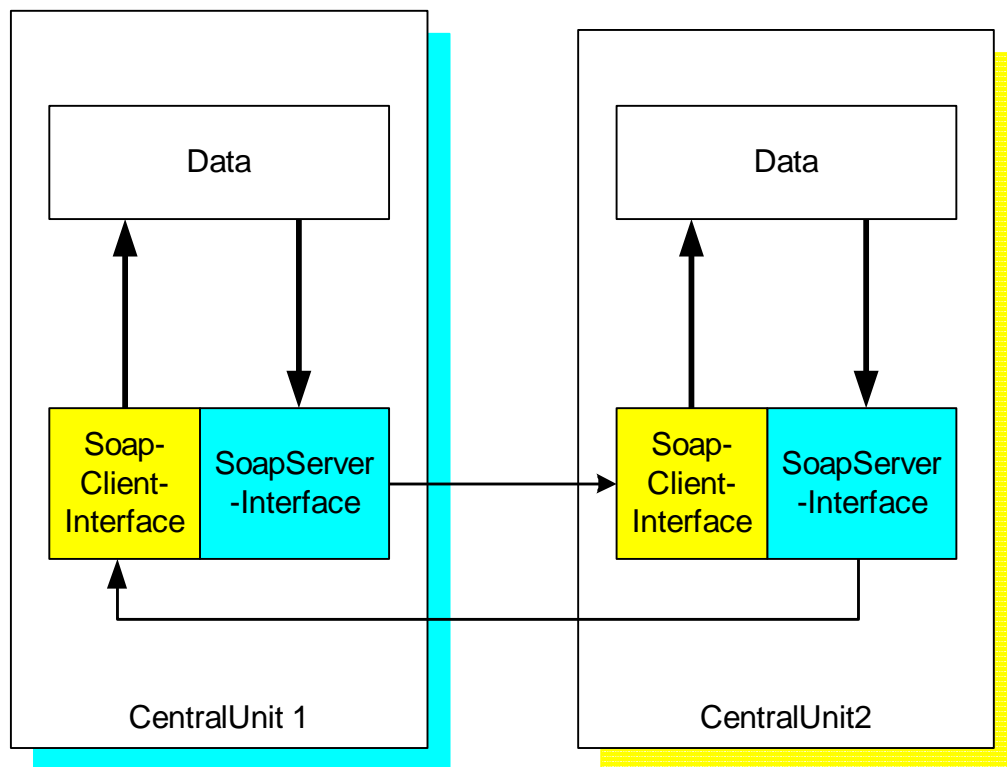 Data
Data
Soap-
Client-
Interface
SoapServer
-Interface
Soap-
Client-
Interface
SoapServer
-Interface
CentralUnit 1
CentralUnit2